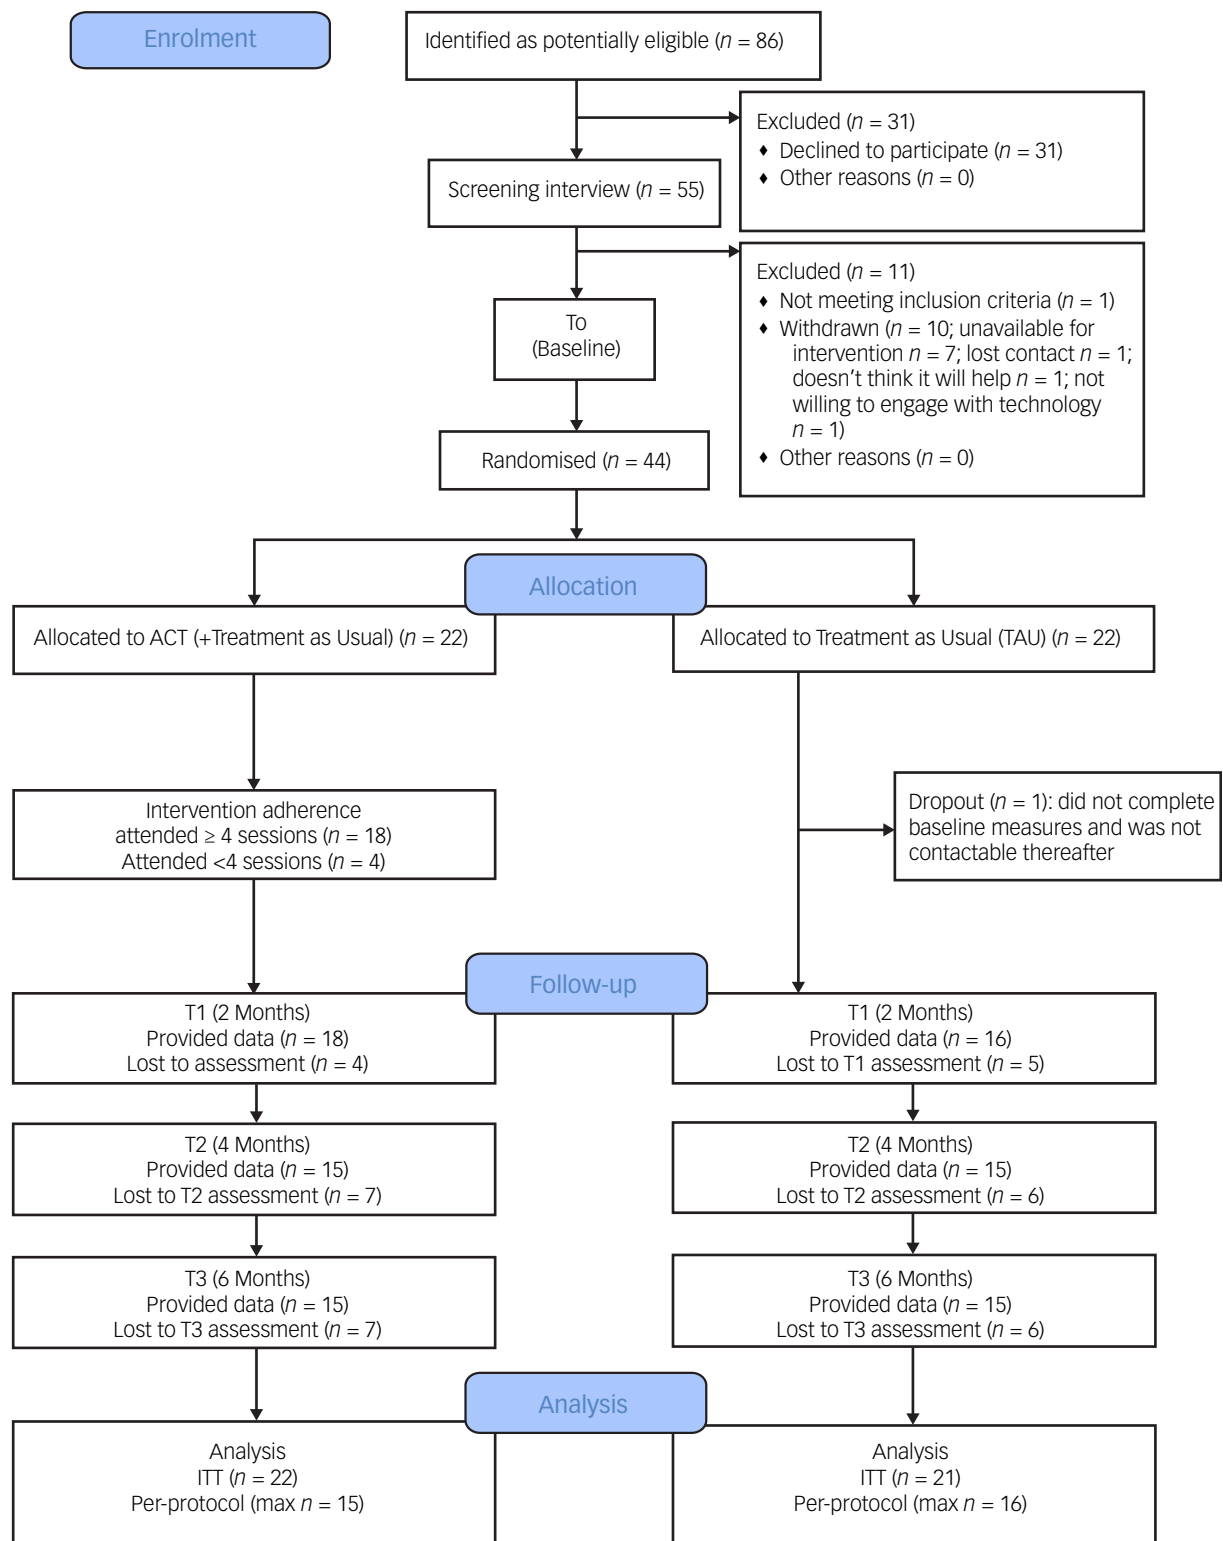 Enrolment
Identified as potentially eligible (n = 86)
Excluded (n = 31)
♦ Declined to participate (n = 31)
♦ Other reasons (n = 0)
Screening interview (n = 55)
Excluded (n = 11)
♦ Not meeting inclusion criteria (n = 1)
♦ Withdrawn (n = 10; unavailable for
intervention n = 7; lost contact n = 1;
doesn't think it will help n = 1; not
willing to engage with technology
n = 1)
♦ Other reasons (n = 0)
To
(Baseline)
Randomised (n = 44)
Allocation
Allocated to ACT (+Treatment as Usual) (n = 22)
Allocated to Treatment as Usual (TAU) (n = 22)
Intervention adherence
attended ≥ 4 sessions (n = 18)
Attended <4 sessions (n = 4)
Dropout (n = 1): did not complete
baseline measures and was not
contactable thereafter
Follow-up
T1 (2 Months)
Provided data (n = 18)
Lost to assessment (n = 4)
T1 (2 Months)
Provided data (n = 16)
Lost to T1 assessment (n = 5)
T2 (4 Months)
Provided data (n = 15)
Lost to T2 assessment (n = 7)
T2 (4 Months)
Provided data (n = 15)
Lost to T2 assessment (n = 6)
T3 (6 Months)
Provided data (n = 15)
Lost to T3 assessment (n = 7)
T3 (6 Months)
Provided data (n = 15)
Lost to T3 assessment (n = 6)
Analysis
Analysis
ITT (n = 22)
Per-protocol (max n = 15)
Analysis
ITT (n = 21)
Per-protocol (max n = 16)